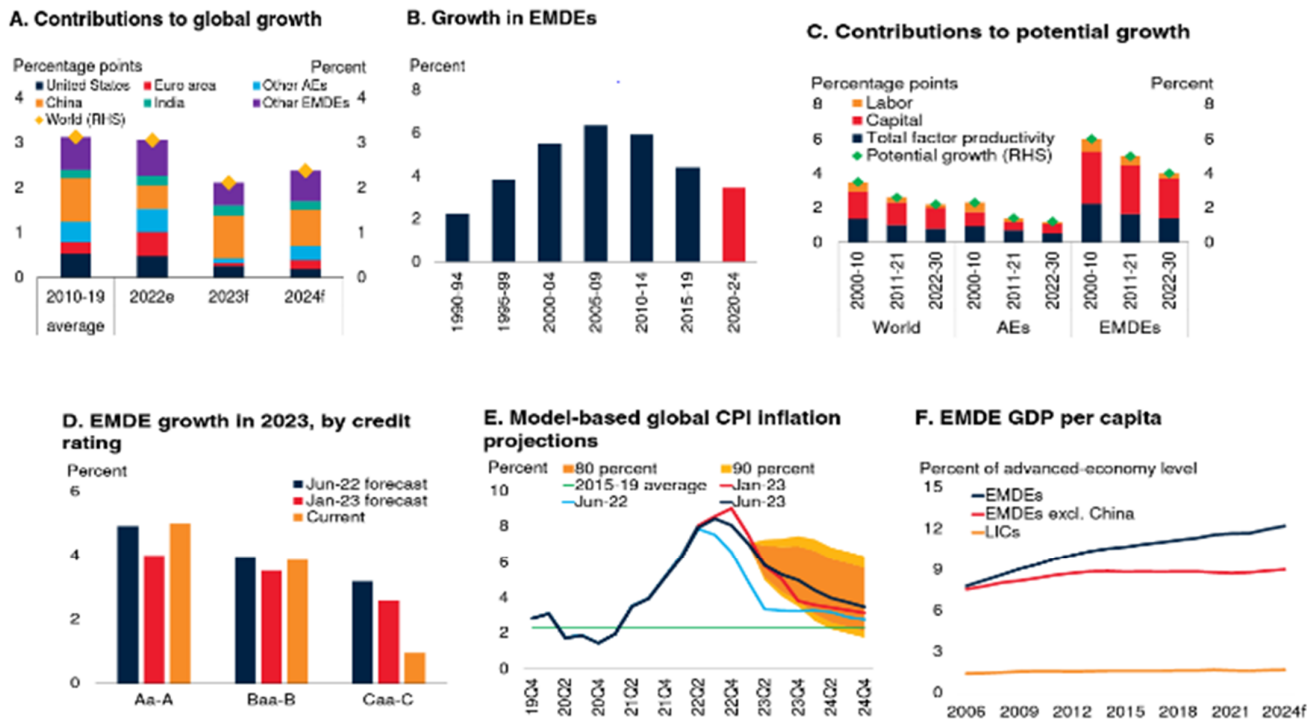 A. Contributions to global growth
Percentage points Percent
United States Euro area Other AEs
China India Other EMDEs
World (RHS)
4 4
3 3
2 2
1 1
0 0
2010-19 2022e 2023f 2024f
average
B. Growth in EMDEs
Percent
8
6
4
2
0
1990-94 1995-99 2000-04 2005-09 2010-14 2015-19 2020-24
C. Contributions to potential growth
Percentage points Percent
8 8
Labor
Capital
6 6
Total factor productivity
Potential growth (RHS)
4 4
2 2
0 0
2000-10 2011-21 2022-30 2000-10 2011-21 2022-30 2000-10 2011-21 2022-30
World AEs EMDEs
D. EMDE growth in 2023, by credit
rating
Percent
6
Jun-22 forecast
Jan-23 forecast
Current
4
2
0
Aa-A Baa-B Caa-C
E. Model-based global CPI inflation
projections
Percent 80 percent 90 percent
2015-19 average Jan-23
Jun-22 Jun-23
10
8
6
4
2
0
19Q4 20Q2 20Q4 21Q2 21Q4 22Q2 22Q4 23Q2 23Q4 24Q2 24Q4
F. EMDE GDP per capita
Percent of advanced-economy level
15
EMDEs
EMDEs excl. China
LICs
12
9
6
3
0
2006 2009 2012 2015 2018 2021 2024f